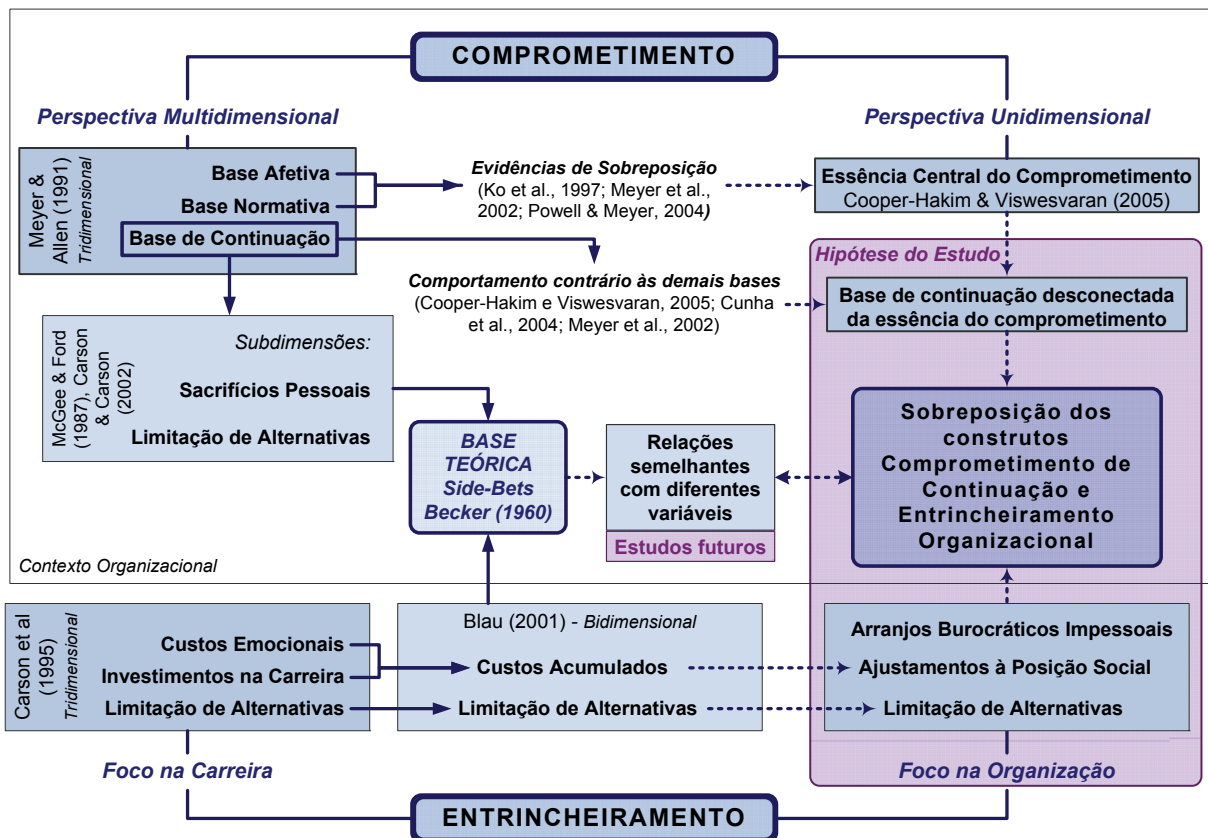 COMPROMETIMENTO
Perspectiva Multidimensional
Perspectiva Unidimensional
Meyer &
Allen (1991)
Tridimensional
Base Afetiva
Base Normativa
Base de Continuação
Evidências de Sobreposição
(Ko et al., 1997; Meyer et al.,
2002; Powell & Meyer, 2004)
Essência Central do Comprometimento
Cooper-Hakim & Viswesvaran (2005)
Hipótese do Estudo
Comportamento contrário às demais bases
(Cooper-Hakim e Viswesvaran, 2005; Cunha
et al., 2004; Meyer et al., 2002)
Base de continuação desconectada
da essência do comprometimento
McGee & Ford
(1987), Carson
& Carson
(2002)
Subdimensões:
Sacrifícios Pessoais
Limitação de Alternativas
BASE
TEÓRICA
Side-Bets
Becker (1960)
Relações
semelhantes
com diferentes
variáveis
Estudos futuros
Sobreposição dos
construtos
Comprometimento de
Continuação e
Entrincheiramento
Organizacional
Contexto Organizacional
Carson et al
(1995)
Tridimensional
Custos Emocionais
Investimentos na Carreira
Limitação de Alternativas
Blau (2001) - Bidimensional
Custos Acumulados
Limitação de Alternativas
Arranjos Burocráticos Impessoais
Ajustamentos à Posição Social
Limitação de Alternativas
Foco na Carreira
Foco na Organização
ENTRINCHEIRAMENTO